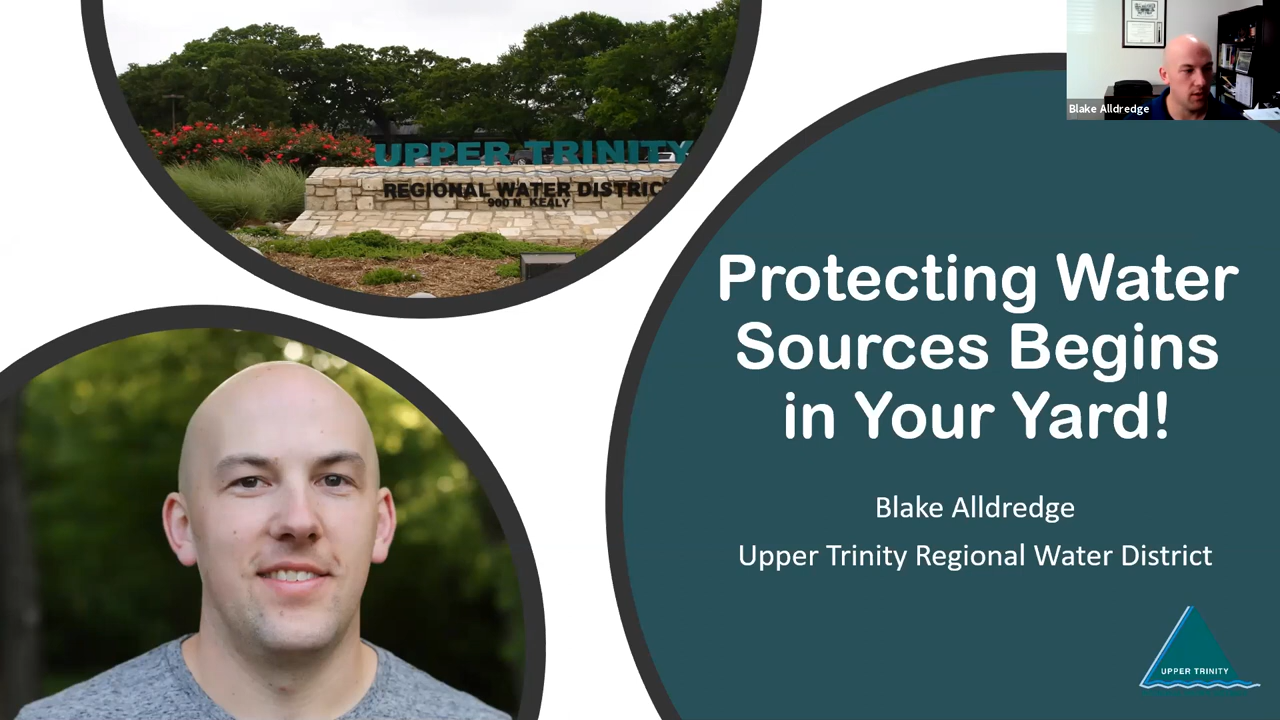 Blake Alldredge
UPPER TRINITY
REGIONAL WATER DISTRIC
900 N. KEALY
Protecting Water
Sources Begins
in Your Yard!
Blake Alldredge
Upper Trinity Regional Water District
UPPER TRINITY